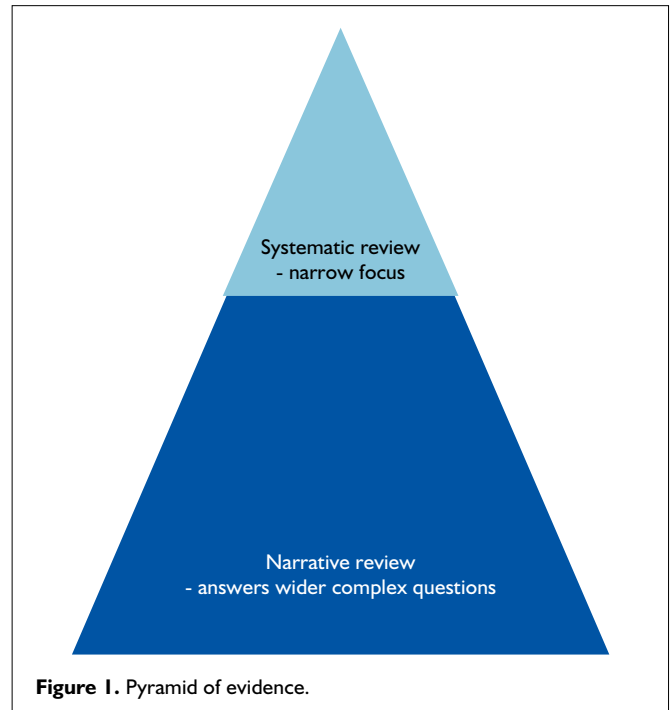 Systematic review
- narrow focus
Narrative review
- answers wider complex questions
Figure 1. Pyramid of evidence.